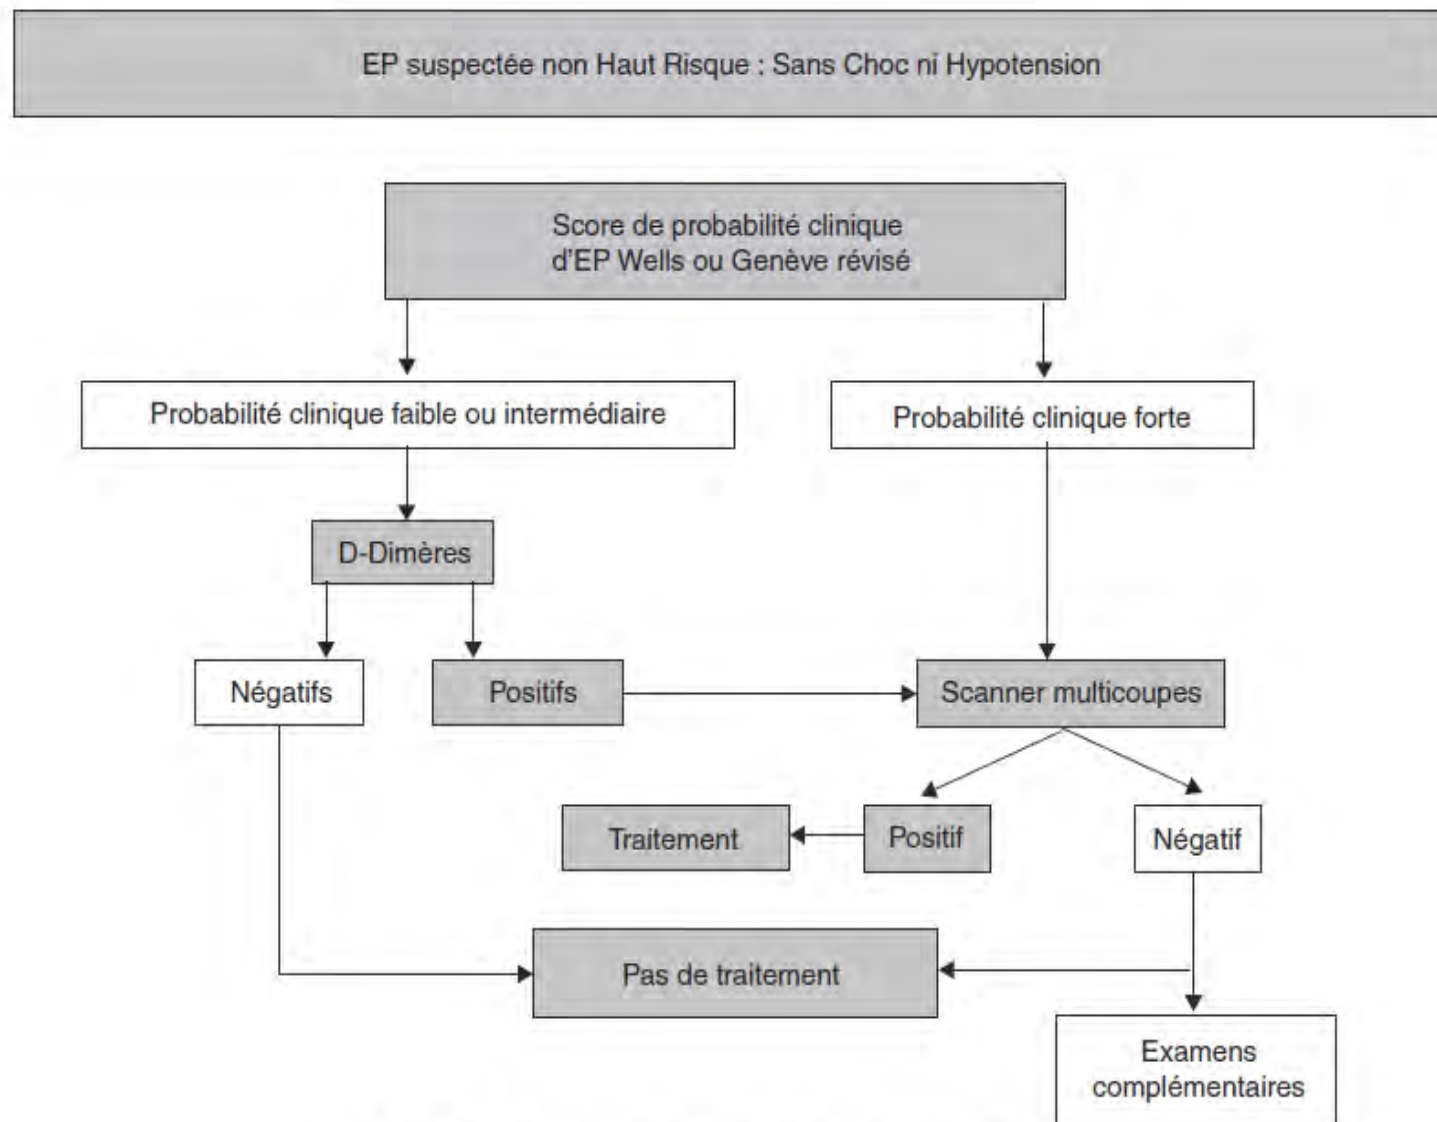 EP suspectée non Haut Risque : Sans Choc ni Hypotension
Score de probabilité clinique
d'EP Wells ou Genève révisé
Probabilité clinique faible ou intermédiaire
Probabilité clinique forte
D-Dimères
Négatifs
Positifs
Scanner multicoupes
Traitement
Positif
Négatif
Pas de traitement
Examens
complémentaires